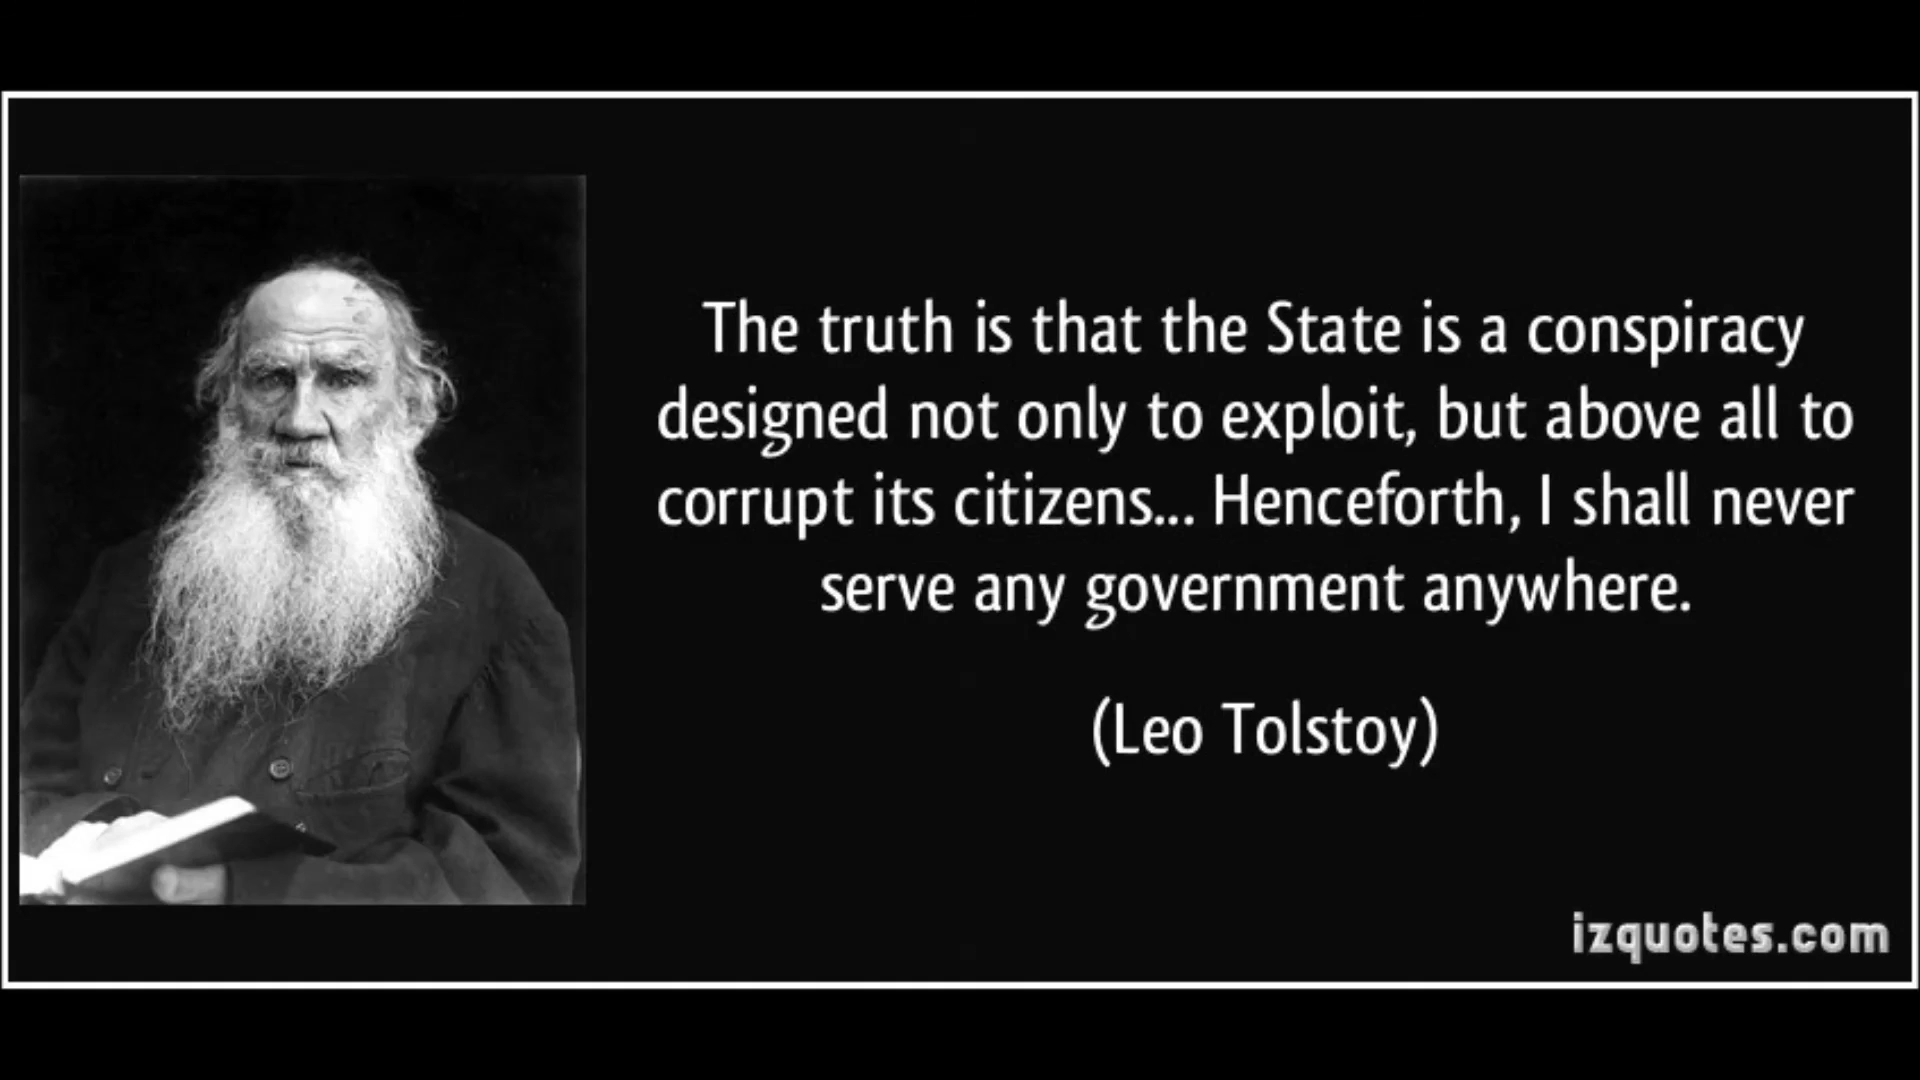 The truth is that the State is a conspiracy
designed not only to exploit, but above all to
corrupt its citizens... Henceforth, I shall never
serve any government anywhere.
(Leo Tolstoy)
izquotes.com